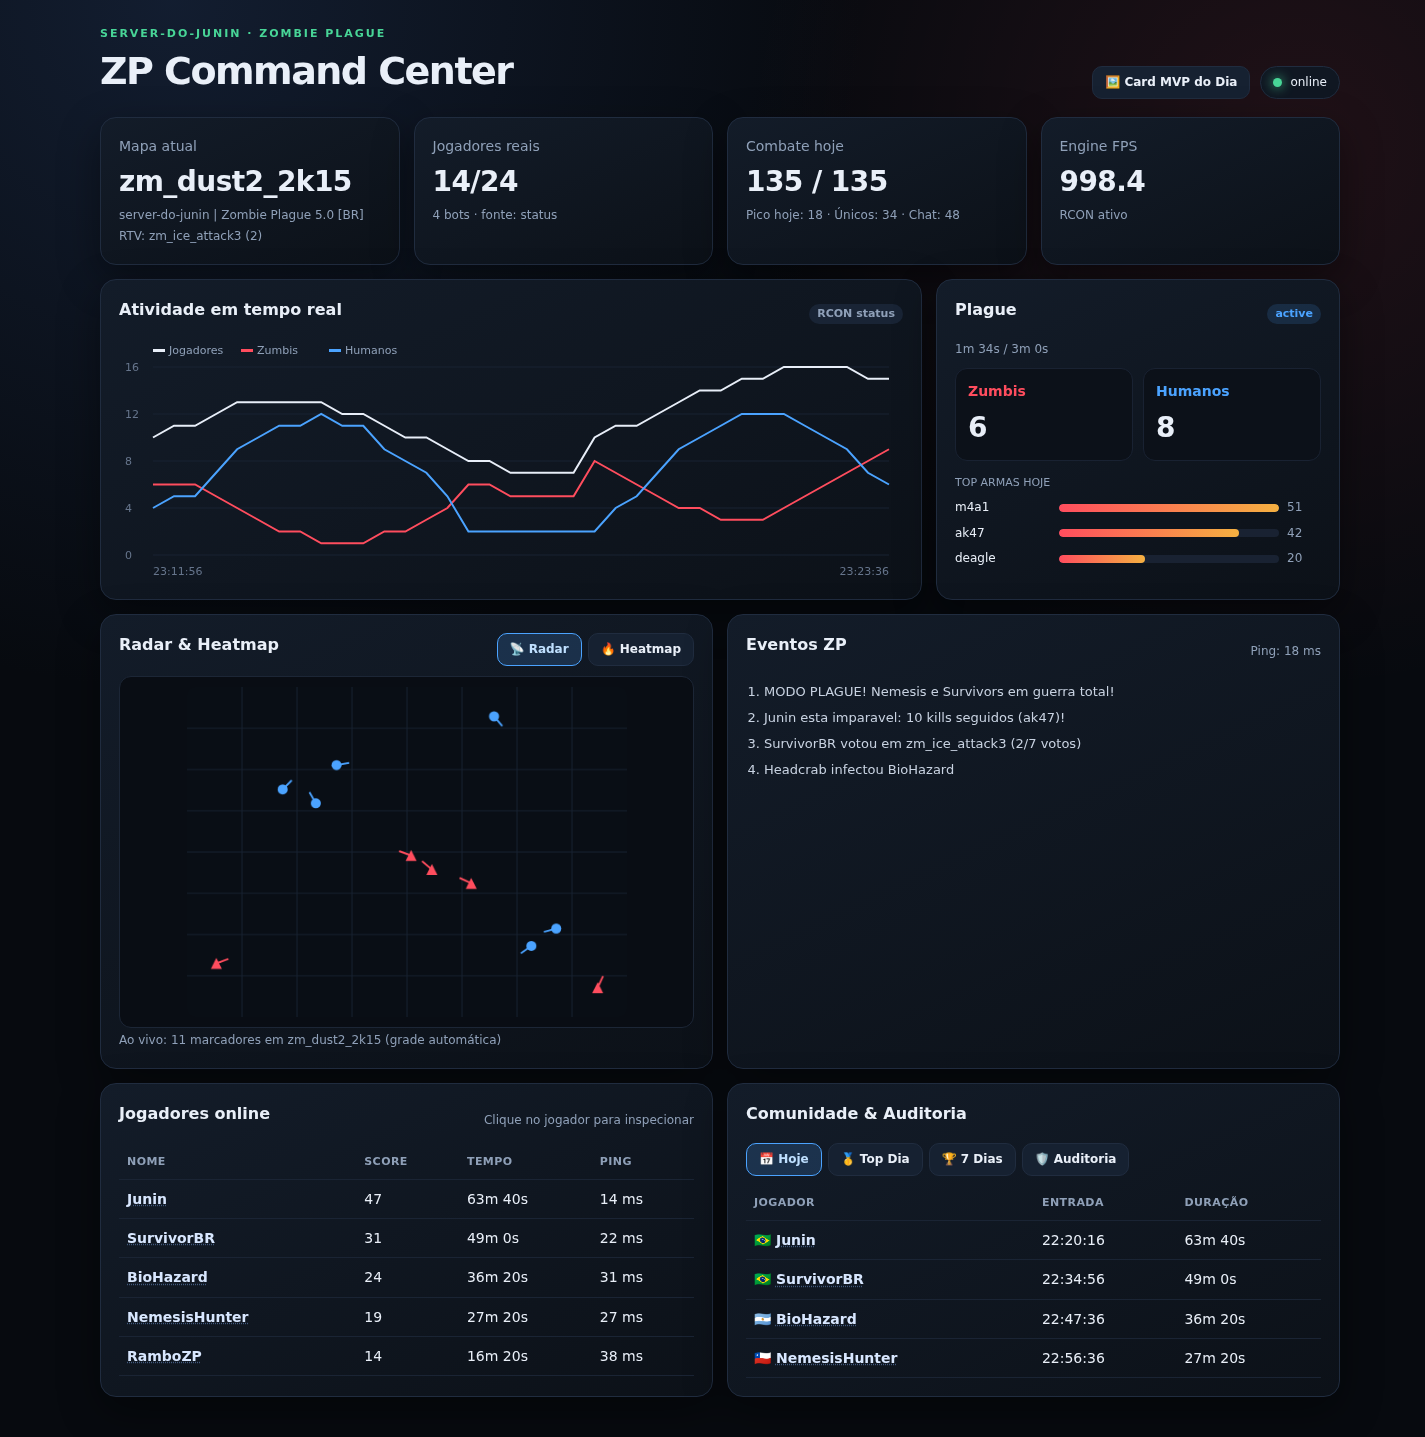 SERVER-DO-JUNIN · ZOMBIE PLAGUE
ZP Command Center
🖼️ Card MVP do Dia
online
Mapa atual
zm_dust2_2k15
server-do-junin | Zombie Plague 5.0 [BR]
RTV: zm_ice_attack3 (2)
Jogadores reais
14/24
4 bots · fonte: status
Combate hoje
135 / 135
Pico hoje: 18 · Únicos: 34 · Chat: 48
Engine FPS
998.4
RCON ativo
Atividade em tempo real
RCON status
Jogadores Zumbis Humanos
16
12
8
4
0
23:11:56 23:23:36
Plague
active
1m 34s / 3m 0s
Zumbis
6
Humanos
8
TOP ARMAS HOJE
m4a1 51
ak47 42
deagle 20
Radar & Heatmap
📡 Radar
🔥 Heatmap
Ao vivo: 11 marcadores em zm_dust2_2k15 (grade automática)
Eventos ZP
Ping: 18 ms
1. MODO PLAGUE! Nemesis e Survivors em guerra total!
2. Junin esta imparavel: 10 kills seguidos (ak47)!
3. SurvivorBR votou em zm_ice_attack3 (2/7 votos)
4. Headcrab infectou BioHazard
Jogadores online
Clique no jogador para inspecionar
NOME SCORE TEMPO PING
Junin 47 63m 40s 14 ms
SurvivorBR 31 49m 0s 22 ms
BioHazard 24 36m 20s 31 ms
NemesisHunter 19 27m 20s 27 ms
RamboZP 14 16m 20s 38 ms
Comunidade & Auditoria
📅 Hoje
🥇 Top Dia
🏆 7 Dias
🛡️ Auditoria
JOGADOR ENTRADA DURAÇÃO
🇧🇷 Junin 22:20:16 63m 40s
🇧🇷 SurvivorBR 22:34:56 49m 0s
🇦🇷 BioHazard 22:47:36 36m 20s
🇨🇱 NemesisHunter 22:56:36 27m 20s